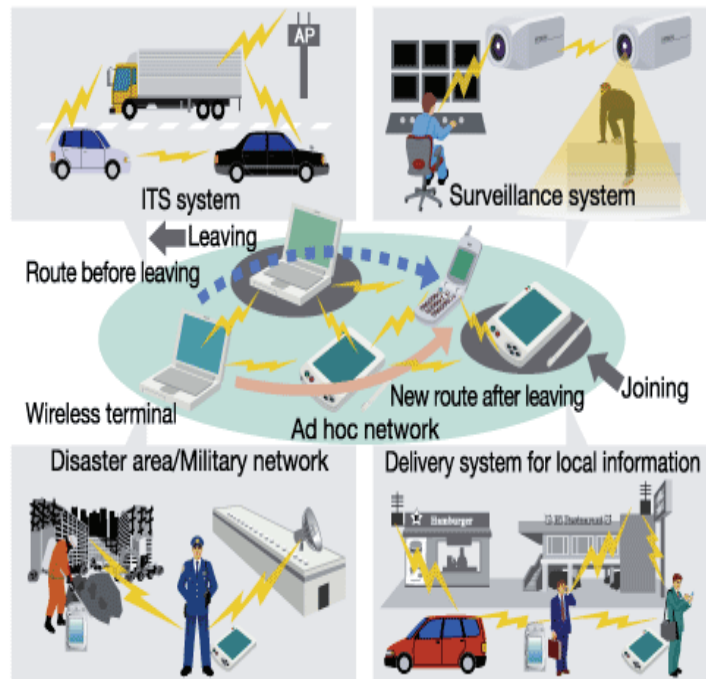 AP
ITS system
Surveillance system
Leaving
Route before leaving
Joining
New route after leaving
Wireless terminal
Ad hoc network
Disaster area/Military network
Delivery system for local information
Hamburger
Restaurant